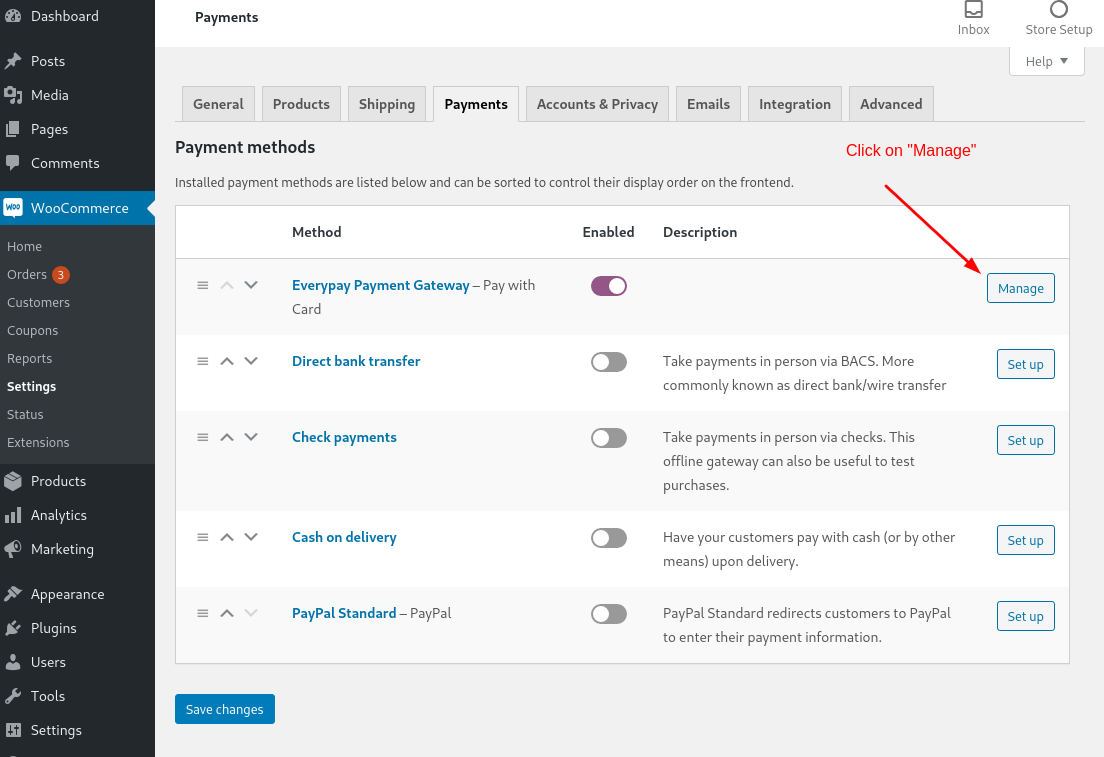 Dashboard
Posts
Media
Pages
Comments
WOO WooCommerce
Home
Orders 3
Customers
Coupons
Reports
Settings
Status
Extensions
Products
Analytics
Marketing
Appearance
Plugins
Users
Tools
Settings
Payments
Inbox
Store Setup
Help
General
Products
Shipping
Payments
Accounts & Privacy
Emails
Integration
Advanced
Payment methods
Click on "Manage"
Installed payment methods are listed below and can be sorted to control their display order on the frontend.
Method
Enabled
Description
Everypay Payment Gateway – Pay with
Card
Manage
Direct bank transfer
Take payments in person via BACS. More
commonly known as direct bank/wire transfer
Set up
Check payments
Take payments in person via checks. This
offline gateway can also be useful to test
purchases.
Set up
Cash on delivery
Have your customers pay with cash (or by other
means) upon delivery.
Set up
PayPal Standard – PayPal
PayPal Standard redirects customers to PayPal
to enter their payment information.
Set up
Save changes